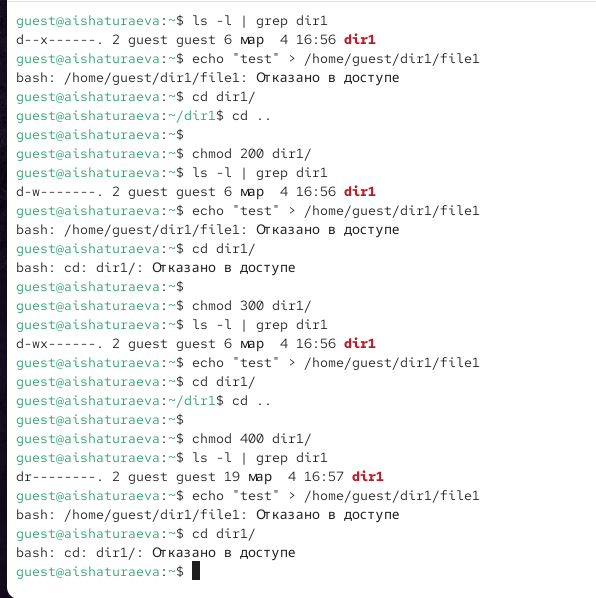 guest@aishaturaeva:~$ ls -l | grep dir1
d--x------. 2 guest guest 6 мар  4 16:56 dir1
guest@aishaturaeva:~$ echo "test" > /home/guest/dir1/file1
bash: /home/guest/dir1/file1: Отказано в доступе
guest@aishaturaeva:~$ cd dir1/
guest@aishaturaeva:~/dir1$ cd ..
guest@aishaturaeva:~$
guest@aishaturaeva:~$ chmod 200 dir1/
guest@aishaturaeva:~$ ls -l | grep dir1
d-w-------. 2 guest guest 6 мар  4 16:56 dir1
guest@aishaturaeva:~$ echo "test" > /home/guest/dir1/file1
bash: /home/guest/dir1/file1: Отказано в доступе
guest@aishaturaeva:~$ cd dir1/
bash: cd: dir1/: Отказано в доступе
guest@aishaturaeva:~$
guest@aishaturaeva:~$ chmod 300 dir1/
guest@aishaturaeva:~$ ls -l | grep dir1
d-wx------. 2 guest guest 6 мар  4 16:56 dir1
guest@aishaturaeva:~$ echo "test" > /home/guest/dir1/file1
guest@aishaturaeva:~$ cd dir1/
guest@aishaturaeva:~/dir1$ cd ..
guest@aishaturaeva:~$
guest@aishaturaeva:~$ chmod 400 dir1/
guest@aishaturaeva:~$ ls -l | grep dir1
dr--------. 2 guest guest 19 мар  4 16:57 dir1
guest@aishaturaeva:~$ echo "test" > /home/guest/dir1/file1
bash: /home/guest/dir1/file1: Отказано в доступе
guest@aishaturaeva:~$ cd dir1/
bash: cd: dir1/: Отказано в доступе
guest@aishaturaeva:~$